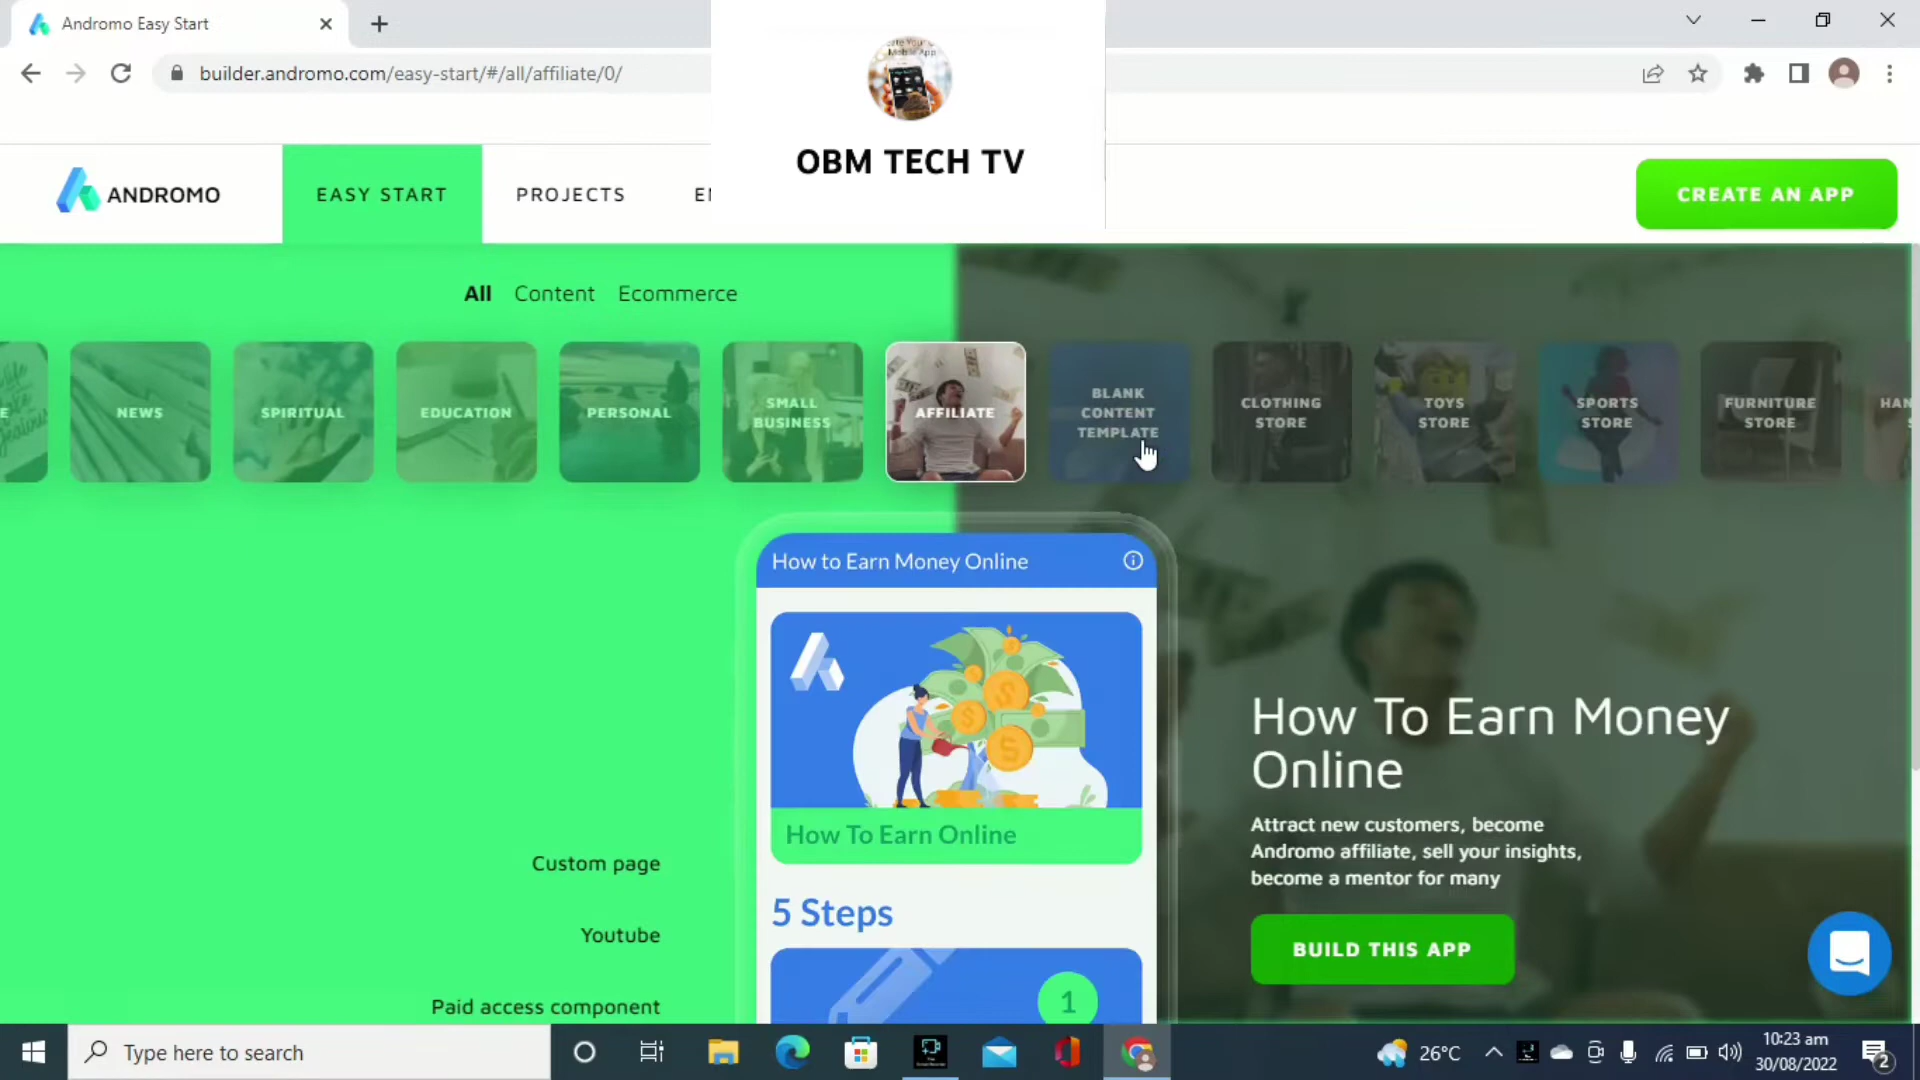 Andromo Easy Start
builder.andromo.com/easy-start/#/all/affiliate/0/
Mobile App
OBM TECH TV
ANDROMO
EASY START
PROJECTS
CREATE AN APP
All Content Ecommerce
NEWS
SPIRITUAL
EDUCATION
PERSONAL
SMALL
BUSINESS
AFFILIATE
BLANK
CONTENT
TEMPLATE
CLOTHING
STORE
TOYS
STORE
SPORTS
STORE
FURNITURE
STORE
How to Earn Money Online
How To Earn Online
5 Steps
1
Custom page
Youtube
Paid access component
How To Earn Money
Online
Attract new customers, become
Andromo affiliate, sell your insights,
become a mentor for many
BUILD THIS APP
Type here to search
26°C
10:23 am
30/08/2022
2